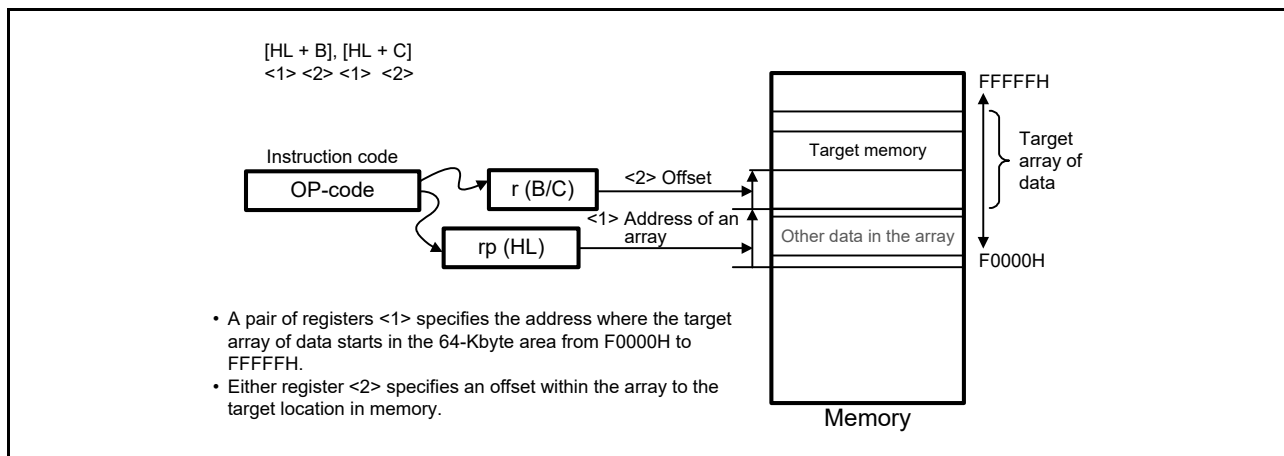 [HL + B], [HL + C]
<1> <2> <1> <2>
Instruction code
OP-code
r (B/C)
rp (HL)
<2> Offset
<1> Address of an
array
Target memory
Other data in the array
FFFFFH
Target
array of
data
F0000H
• A pair of registers <1> specifies the address where the target
array of data starts in the 64-Kbyte area from F0000H to
FFFFFH.
• Either register <2> specifies an offset within the array to the
target location in memory.
Memory